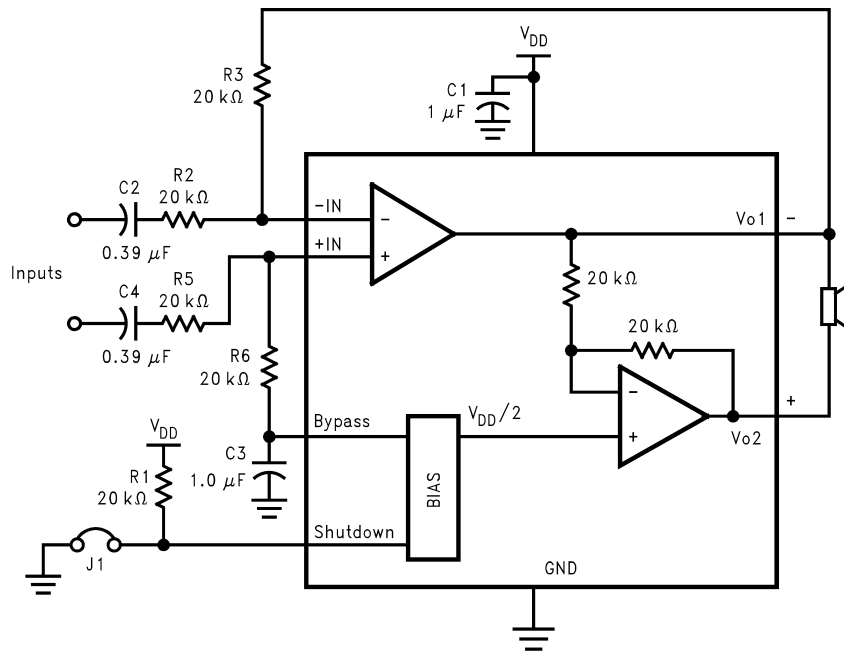 V_DD
R3
20 kΩ
C1
1 μF
C2
R2
20 kΩ
-IN
Vo1
-
-
0.39 μF
+IN
+
Inputs
C4
R5
20 kΩ
20 kΩ
0.39 μF
20 kΩ
R6
20 kΩ
-
+
V_DD
Bypass
V_DD/2
+
Vo2
C3
1.0 μF
R1
20 kΩ
BIAS
Shutdown
J1
GND